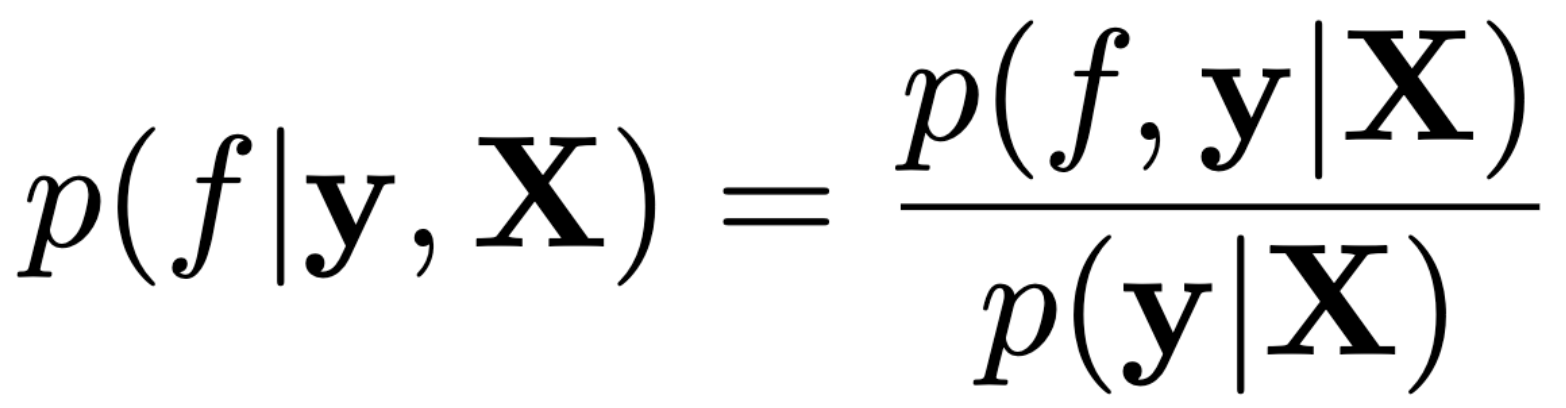 p(f|y, X) = p(f, y|X) / p(y|X)